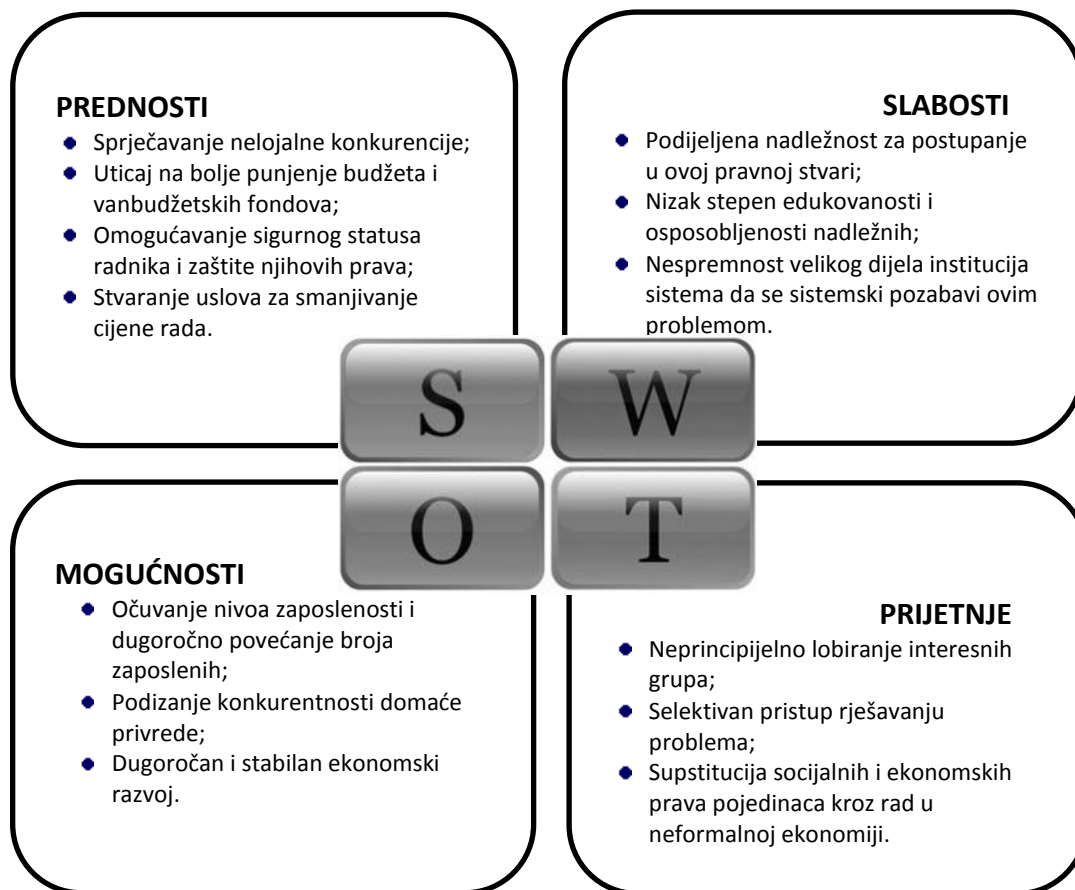 PREDNOSTI
Sprječavanje nelojalne konkurencije;
Uticaj na bolje punjenje budžeta i
vanbudžetskih fondova;
Omogućavanje sigurnog statusa
radnika i zaštite njihovih prava;
Stvaranje uslova za smanjivanje
cijene rada.
SLABOSTI
Podijeljena nadležnost za postupanje
u ovoj pravnoj stvari;
Nizak stepen edukovanosti i
osposobljenosti nadležnih;
Nespremnost velikog dijela institucija
sistema da se sistemski pozabavi ovim
problemom.
S
W
O
T
MOGUĆNOSTI
Očuvanje nivoa zaposlenosti i
dugoročno povećanje broja
zaposlenih;
Podizanje konkurentnosti domaće
privrede;
Dugoročan i stabilan ekonomski
razvoj.
PRIJETNJE
Neprincipijelno lobiranje interesnih
grupa;
Selektivan pristup rješavanju
problema;
Supstitucija socijalnih i ekonomskih
prava pojedinaca kroz rad u
neformalnoj ekonomiji.